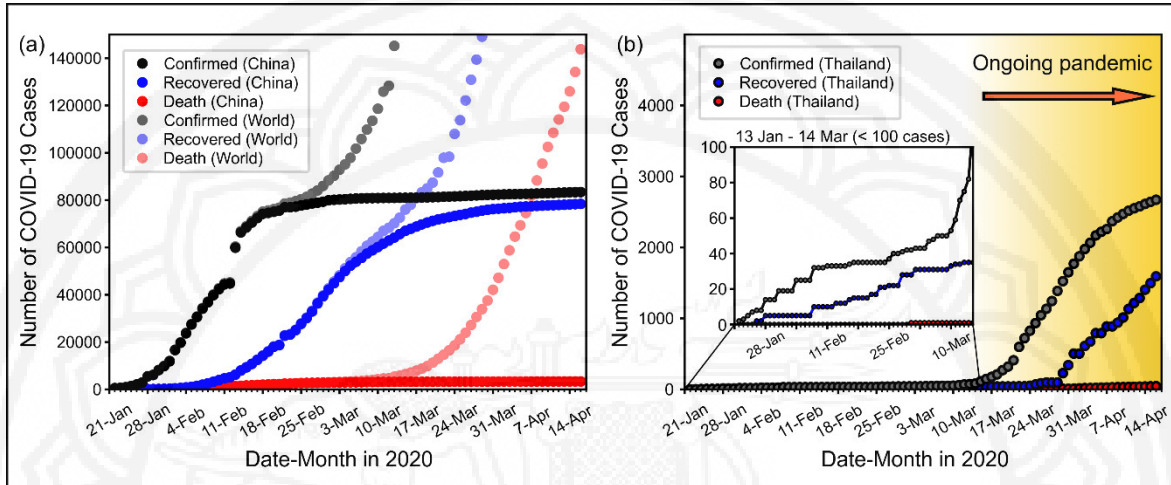 (a)
Confirmed (China)
Recovered (China)
Death (China)
Confirmed (World)
Recovered (World)
Death (World)
Number of COVID-19 Cases
140000
120000
100000
80000
60000
40000
20000
0
21-Jan
28-Jan
4-Feb
11-Feb
18-Feb
25-Feb
3-Mar
10-Mar
17-Mar
24-Mar
31-Mar
7-Apr
14-Apr
Date-Month in 2020
(b)
Confirmed (Thailand)
Recovered (Thailand)
Death (Thailand)
Ongoing pandemic
13 Jan - 14 Mar (< 100 cases)
100
80
60
40
20
0
28-Jan
11-Feb
25-Feb
10-Mar
Number of COVID-19 Cases
4000
3000
2000
1000
0
21-Jan
28-Jan
4-Feb
11-Feb
18-Feb
25-Feb
3-Mar
10-Mar
17-Mar
24-Mar
31-Mar
7-Apr
14-Apr
Date-Month in 2020